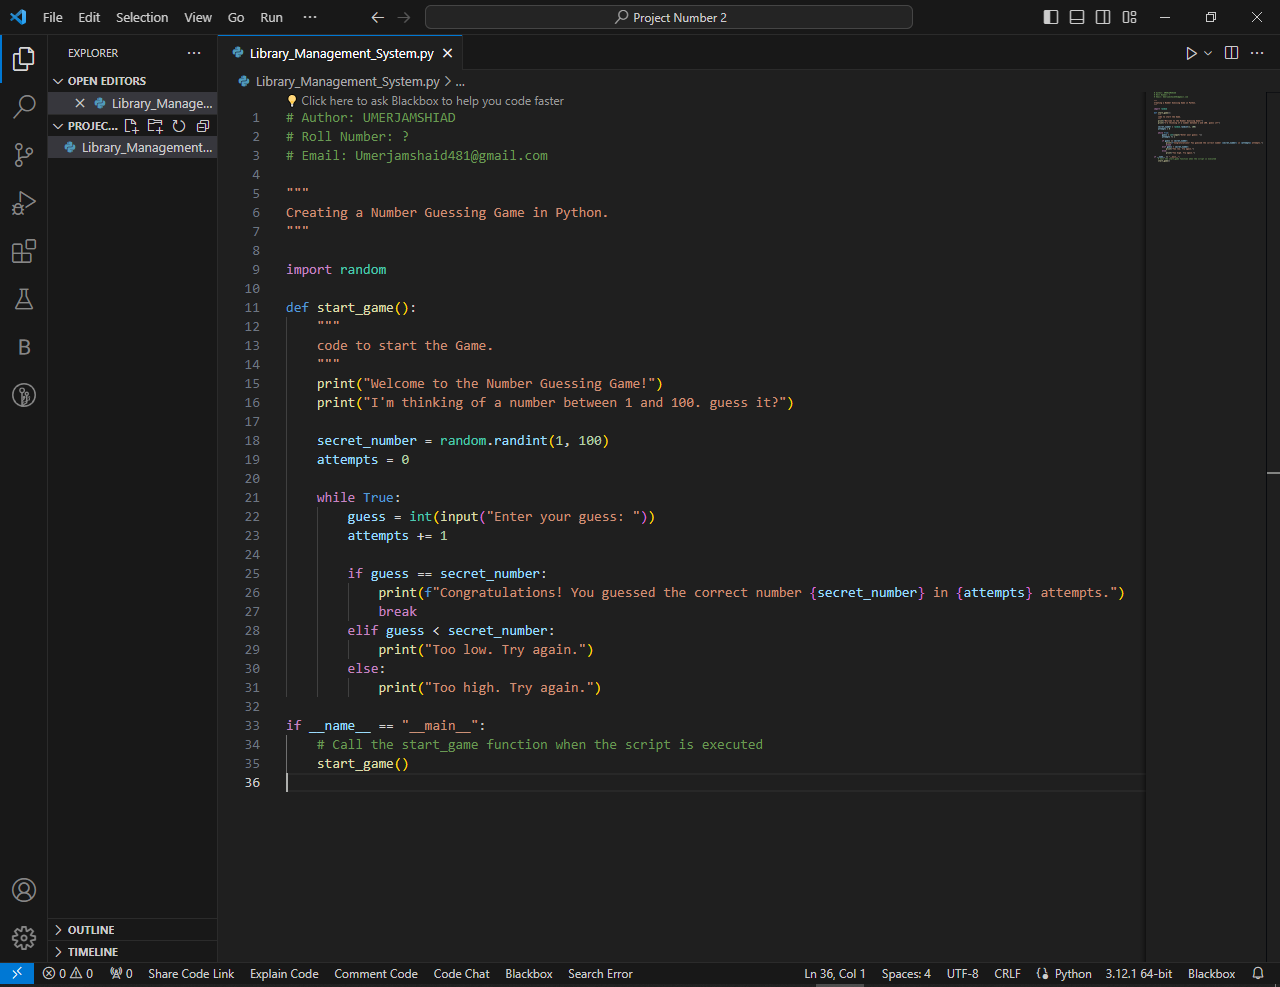 File Edit Selection View Go Run ··· Project Number 2
EXPLORER ···
OPEN EDITORS
Library_Manage...
PROJEC...
Library_Management...
OUTLINE
TIMELINE
Library_Management_System.py
Library_Management_System.py > ...
Click here to ask Blackbox to help you code faster
1 # Author: UMERJAMSHIAD
2 # Roll Number: ?
3 # Email: Umerjamshaid481@gmail.com
4
5 """
6 Creating a Number Guessing Game in Python.
7 """
8
9 import random
10
11 def start_game():
12     """
13     code to start the Game.
14     """
15     print("Welcome to the Number Guessing Game!")
16     print("I'm thinking of a number between 1 and 100. guess it?")
17
18     secret_number = random.randint(1, 100)
19     attempts = 0
20
21     while True:
22         guess = int(input("Enter your guess: "))
23         attempts += 1
24
25         if guess == secret_number:
26             print(f"Congratulations! You guessed the correct number {secret_number} in {attempts} attempts.")
27             break
28         elif guess < secret_number:
29             print("Too low. Try again.")
30         else:
31             print("Too high. Try again.")
32
33 if __name__ == "__main__":
34     # Call the start_game function when the script is executed
35     start_game()
36
0 0 0 Share Code Link Explain Code Comment Code Code Chat Blackbox Search Error Ln 36, Col 1 Spaces: 4 UTF-8 CRLF Python 3.12.1 64-bit Blackbox